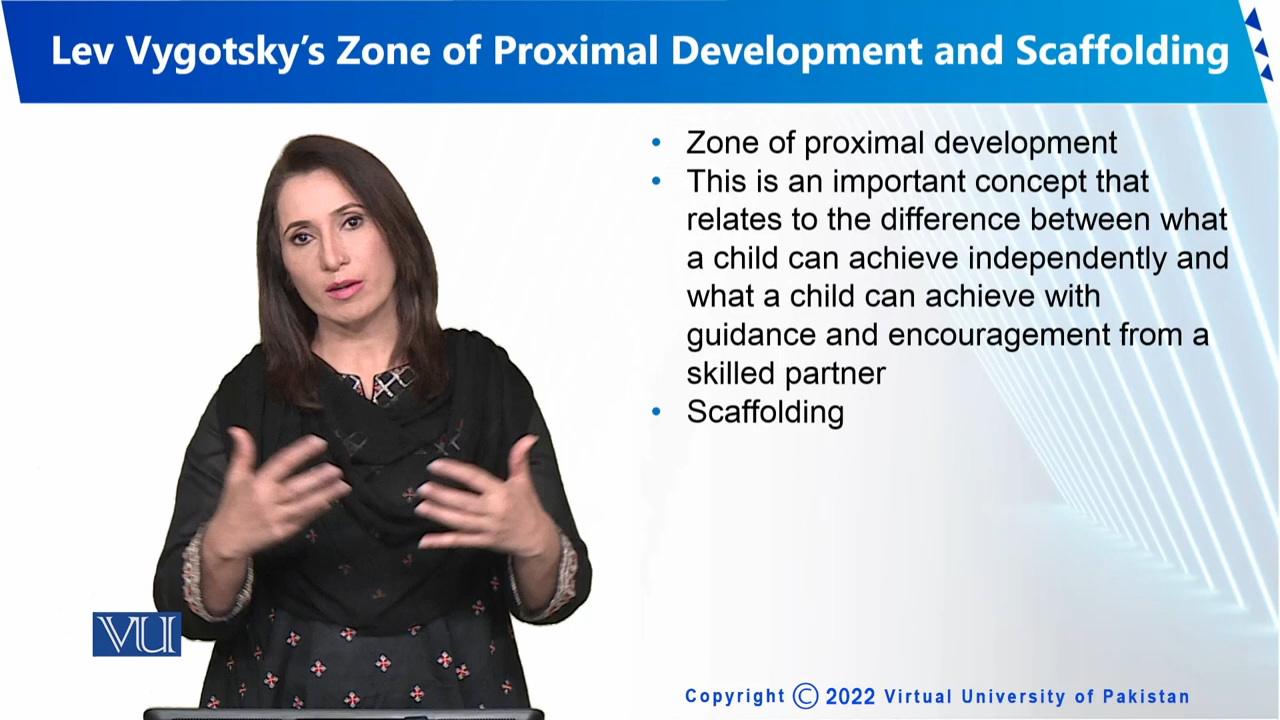 Lev Vygotsky’s Zone of Proximal Development and Scaffolding
• Zone of proximal development
• This is an important concept that
relates to the difference between what
a child can achieve independently and
what a child can achieve with
guidance and encouragement from a
skilled partner
• Scaffolding
VU
Copyright © 2022 Virtual University of Pakistan